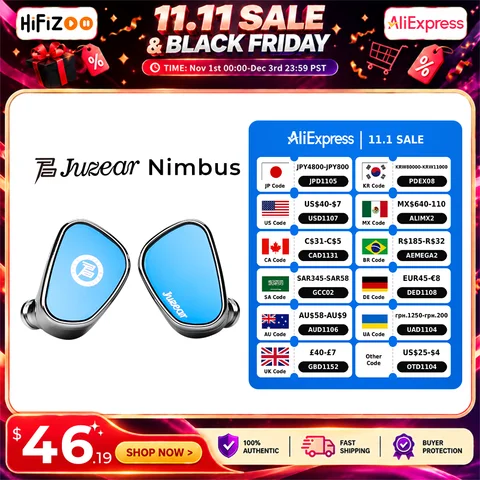 HiFiZOO
11.11 SALE
& BLACK FRIDAY
AliExpress
TIME: Nov 1st 00:00-Dec 3rd 23:59 PST
Juzear Nimbus
Juzear
AliExpress | 11.1 SALE
JP Code
JPY4800-JPY800
JPD1105
KR Code
KRW80000-KRW11000
PDEX08
US Code
US$40-$7
USD1107
MX Code
MX$640-110
ALIMX2
CA Code
C$31-C$5
CAD1131
BR Code
R$185-R$32
AEMEGA2
SA Code
SAR345-SAR58
GCC02
DE Code
EUR45-€8
DED1108
AU Code
AU$58-AU$9
AUD1106
UA Code
грн.1250-грн.200
UAD1104
UK Code
£40-£7
GBD1152
Other Code
US$25-$4
OTD1104
$46.19
SHOP NOW >
100% AUTHENTIC
FAST SHIPPING
BUYER PROTECTION